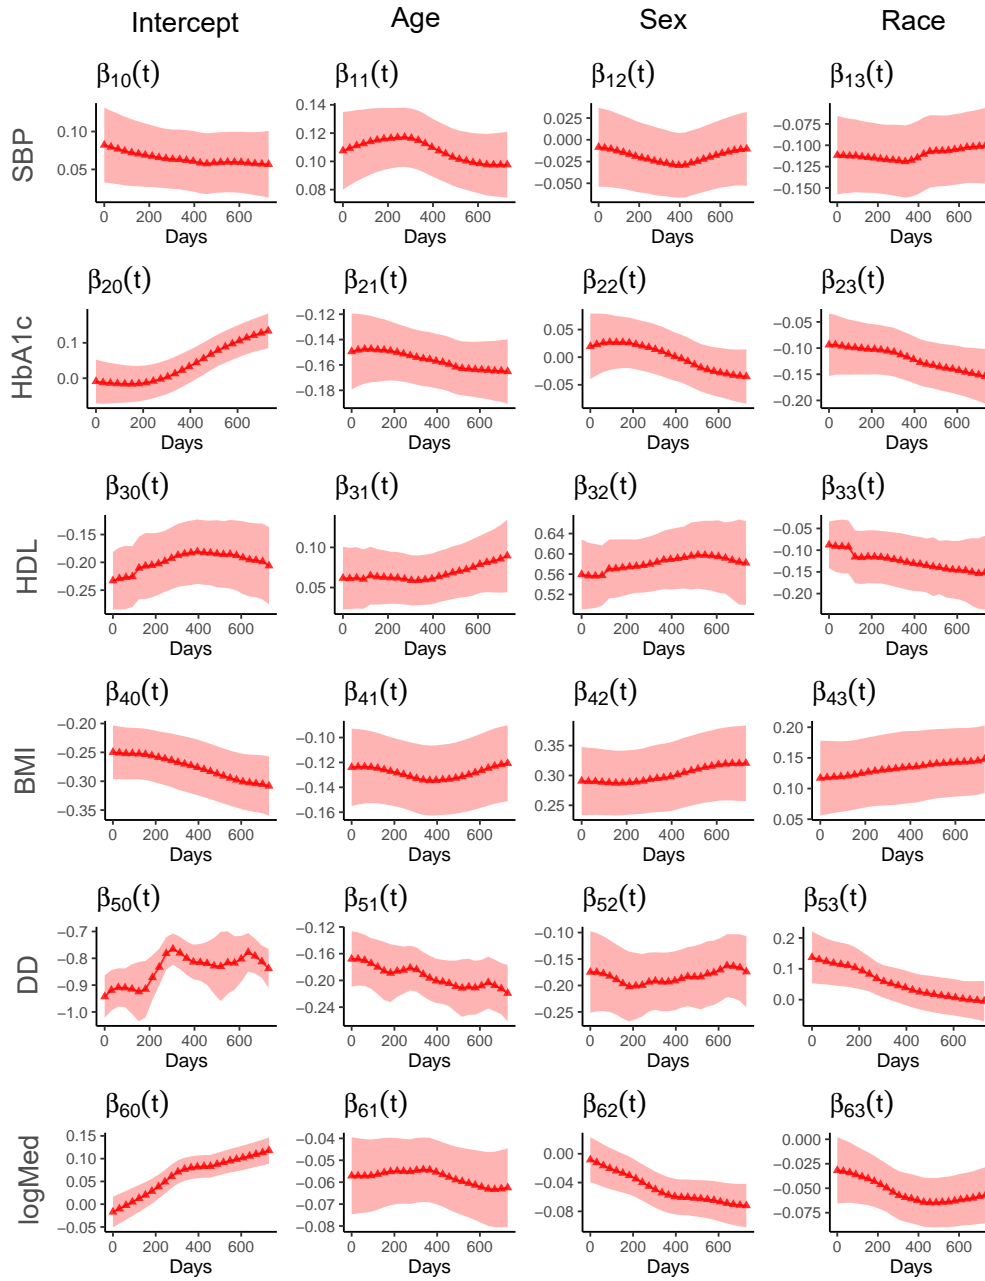 Intercept Age Sex Race
SBP
β10(t) β11(t) β12(t) β13(t)
0.10 0.05
0.14 0.12 0.10 0.08
0.025 0.000 −0.025 −0.050
−0.075 −0.100 −0.125 −0.150
0 200 400 600 0 200 400 600 0 200 400 600 0 200 400 600
Days Days Days Days
HbA1c
β20(t) β21(t) β22(t) β23(t)
0.1 0.0
−0.12 −0.14 −0.16 −0.18
0.05 0.00 −0.05
−0.05 −0.10 −0.15 −0.20
0 200 400 600 0 200 400 600 0 200 400 600 0 200 400 600
Days Days Days Days
HDL
β30(t) β31(t) β32(t) β33(t)
−0.15 −0.20 −0.25
0.10 0.05
0.64 0.60 0.56 0.52
−0.05 −0.10 −0.15 −0.20
0 200 400 600 0 200 400 600 0 200 400 600 0 200 400 600
Days Days Days Days
BMI
β40(t) β41(t) β42(t) β43(t)
−0.20 −0.25 −0.30 −0.35
−0.10 −0.12 −0.14 −0.16
0.35 0.30 0.25
0.20 0.15 0.10 0.05
0 200 400 600 0 200 400 600 0 200 400 600 0 200 400 600
Days Days Days Days
DD
β50(t) β51(t) β52(t) β53(t)
−0.7 −0.8 −0.9 −1.0
−0.12 −0.16 −0.20 −0.24
−0.10 −0.15 −0.20 −0.25
0.2 0.1 0.0
0 200 400 600 0 200 400 600 0 200 400 600 0 200 400 600
Days Days Days Days
logMed
β60(t) β61(t) β62(t) β63(t)
0.15 0.10 0.05 0.00 −0.05
−0.04 −0.05 −0.06 −0.07 −0.08
0.00 −0.04 −0.08
0.000 −0.025 −0.050 −0.075
0 200 400 600 0 200 400 600 0 200 400 600 0 200 400 600
Days Days Days Days